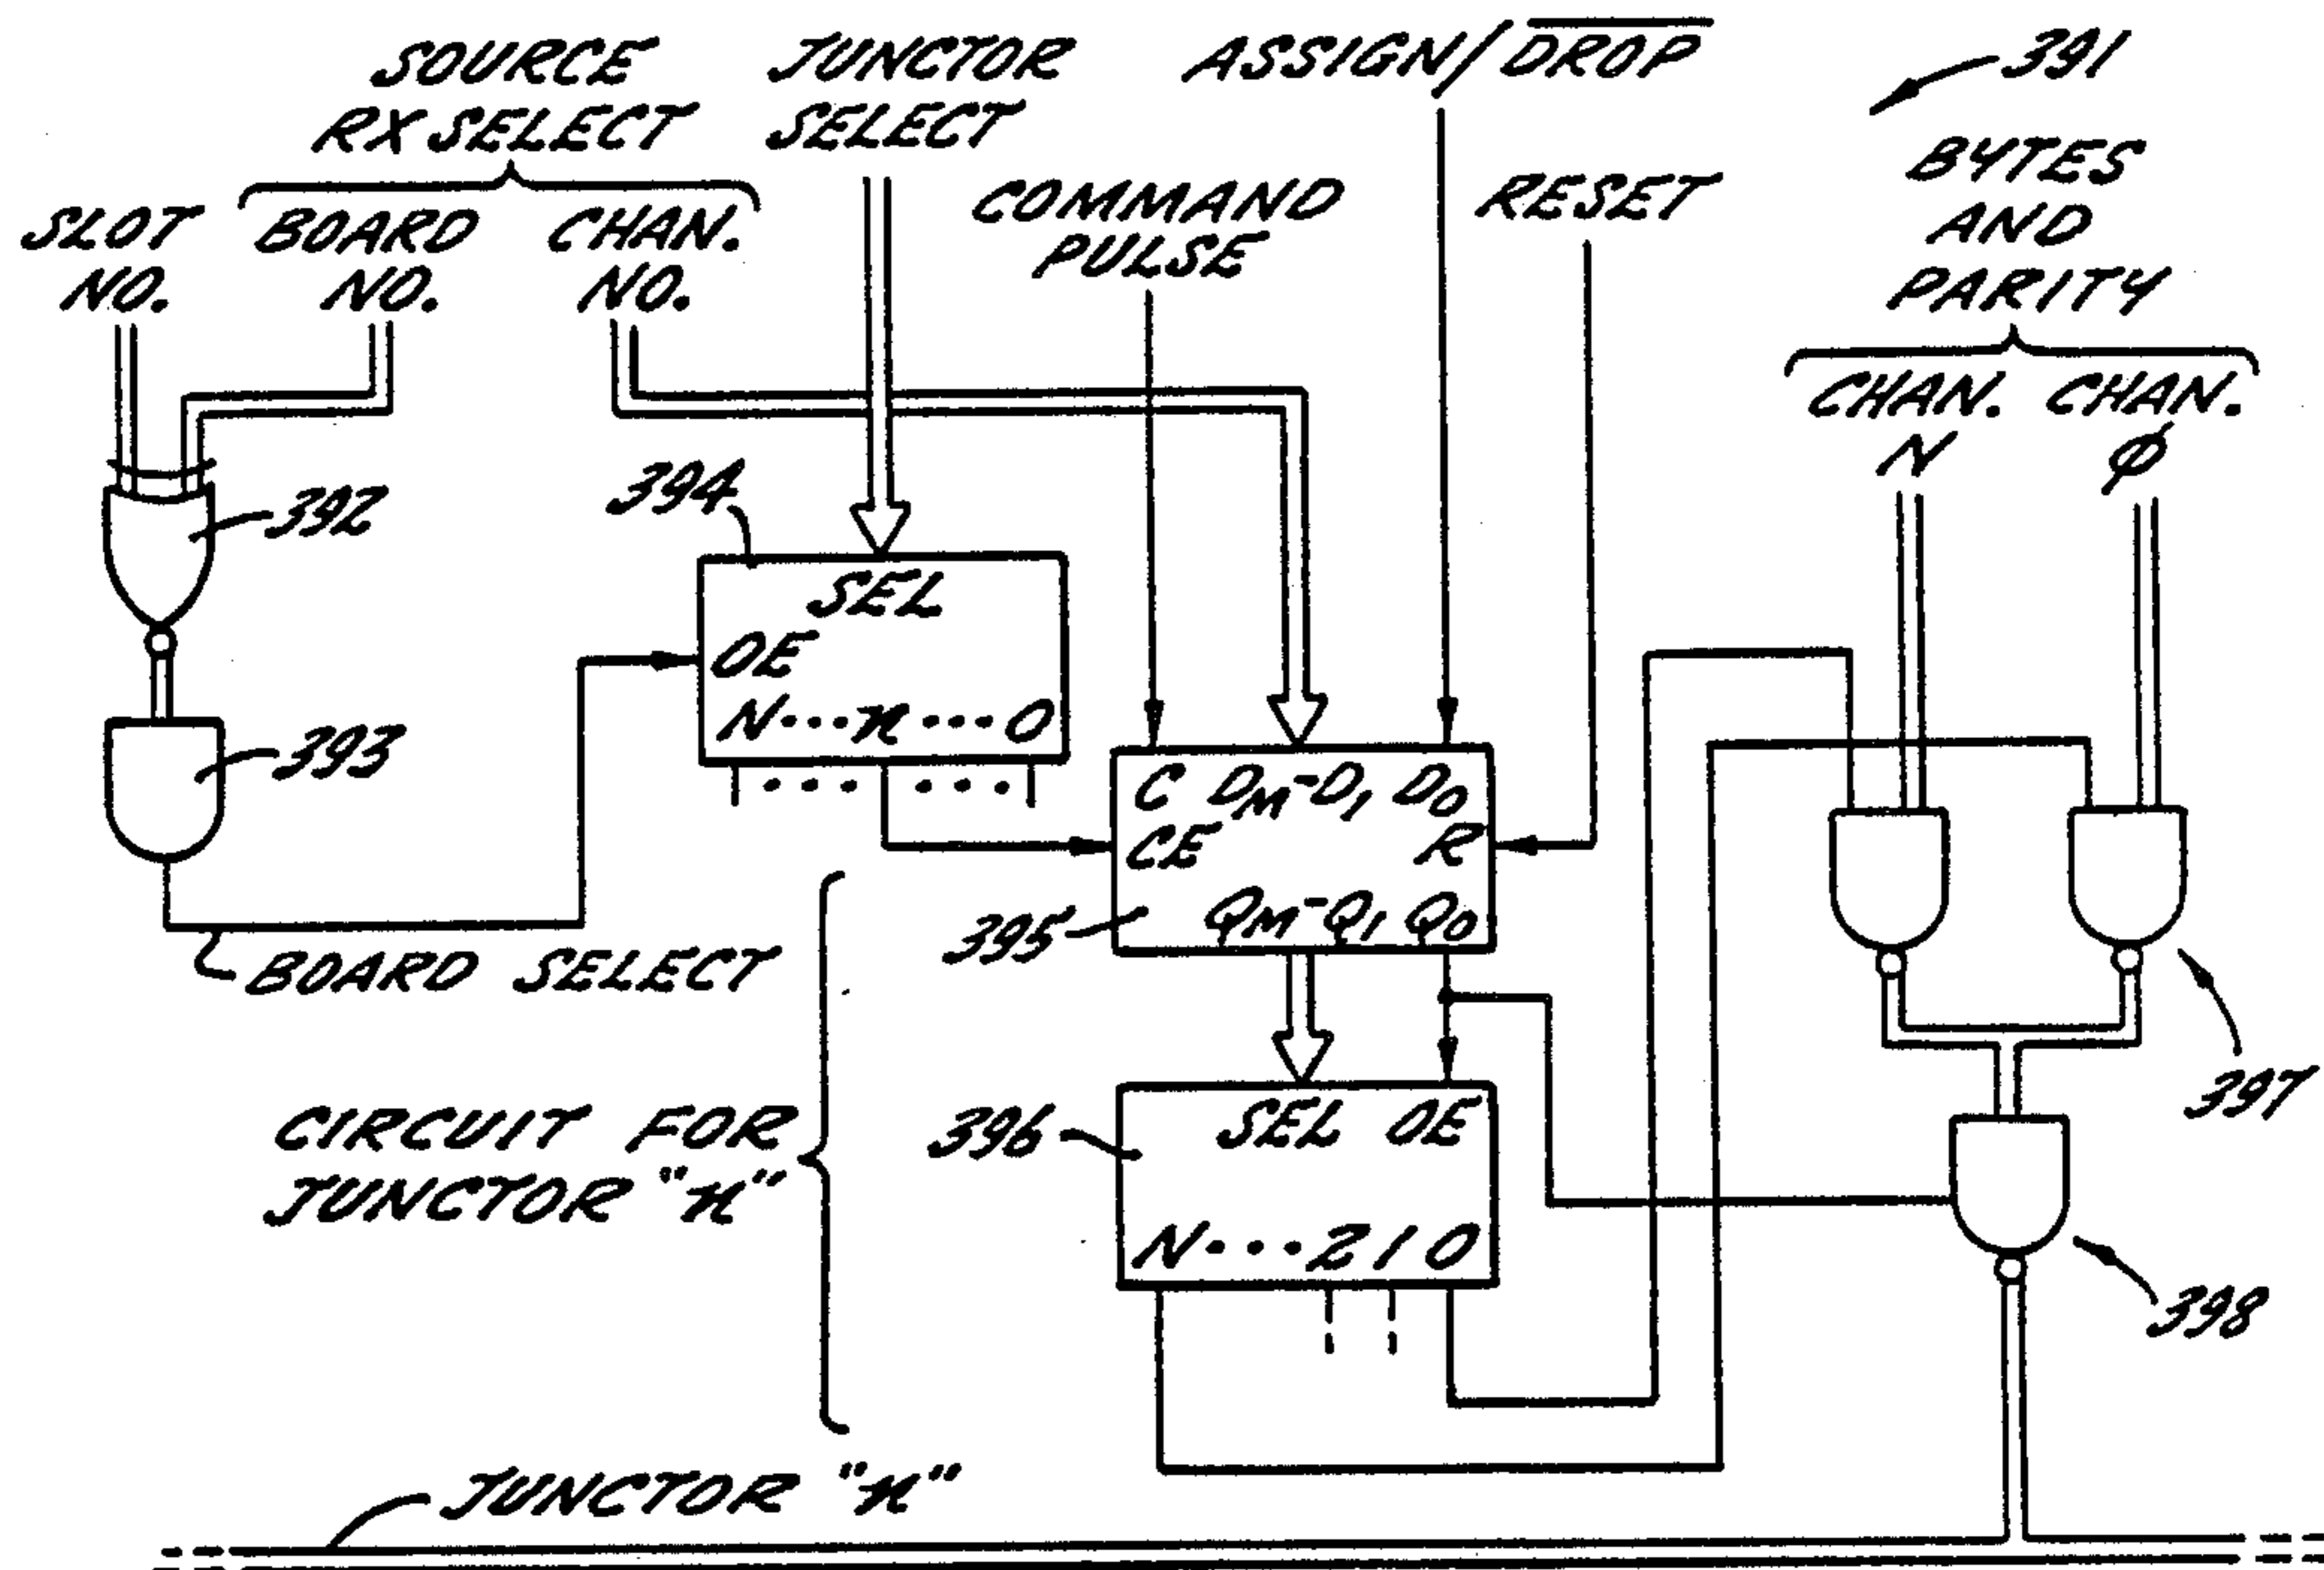 SOURCE
RX SELECT
JUNCTOR
SELECT
ASSIGN/DROP
391
SLOT
NO.
BOARD
NO.
CHAN.
NO.
COMMAND
PULSE
RESET
BYTES
AND
PARITY
CHAN.
N
CHAN.
φ
392
394
SEL
OE
N...n...0
393
C DM-D1 D0
CE R
QM-Q1 Q0
395
BOARD SELECT
397
CIRCUIT FOR
JUNCTOR "n"
396
SEL OE
N...2 1 0
398
JUNCTOR "n"